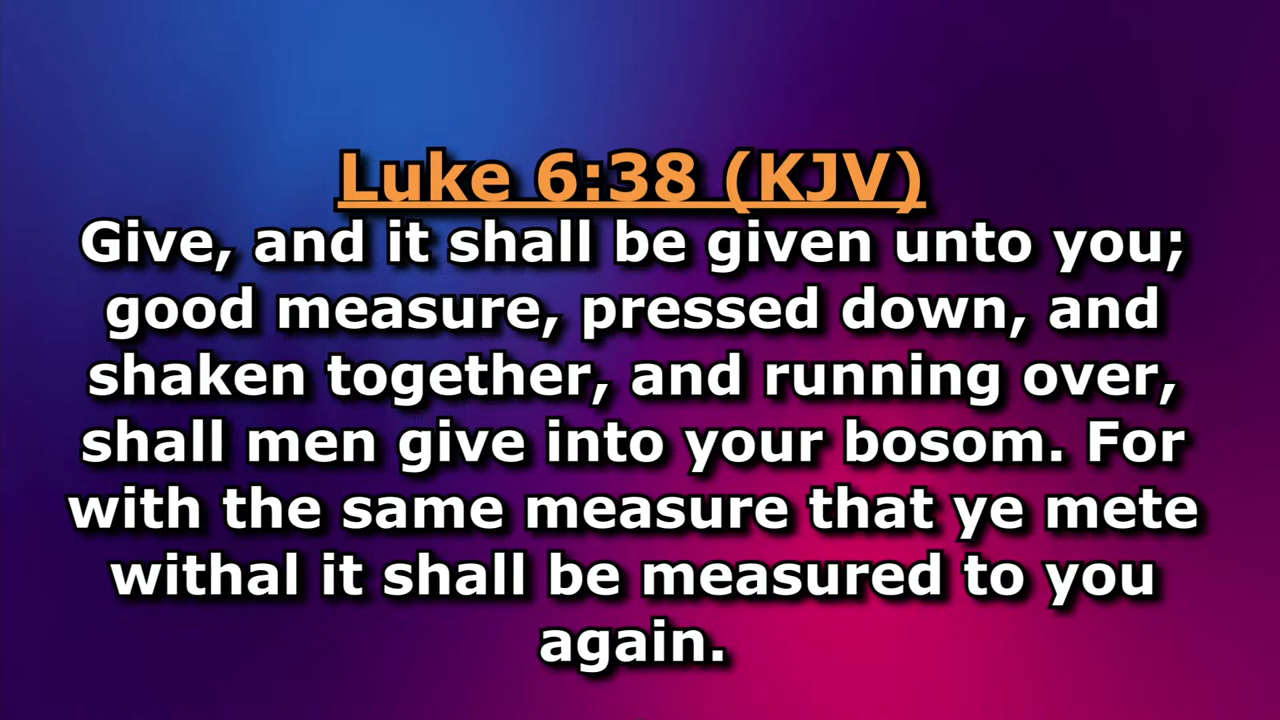 Luke 6:38 (KJV)
Give, and it shall be given unto you;
good measure, pressed down, and
shaken together, and running over,
shall men give into your bosom. For
with the same measure that ye mete
withal it shall be measured to you
again.